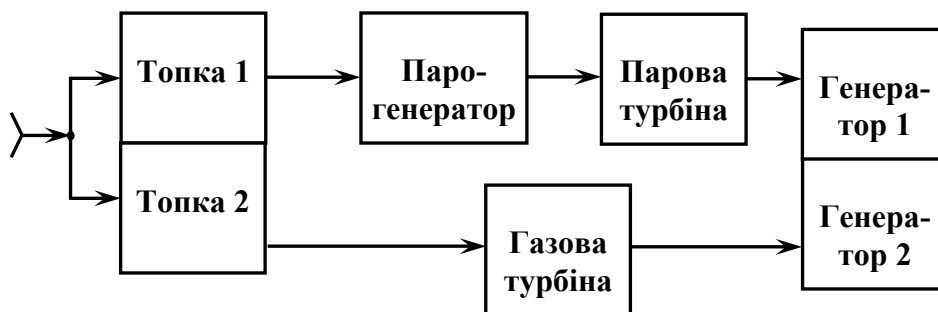 Топка 1
Паро-
генератор
Парова
турбіна
Генера-
тор 1
Топка 2
Газова
турбіна
Генера-
тор 2